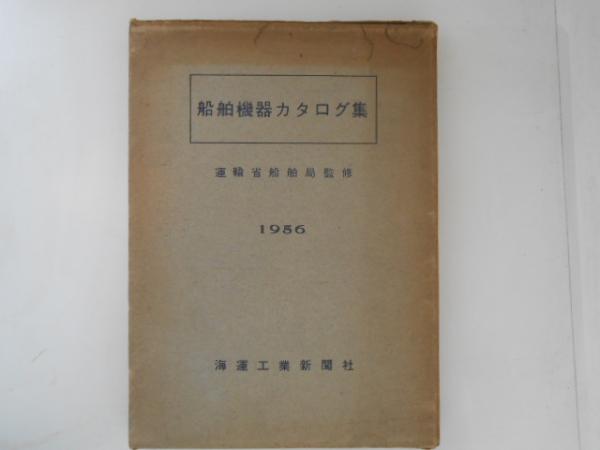 船舶機器カタログ集
運輸省船舶局監修
1956
海運工業新聞社